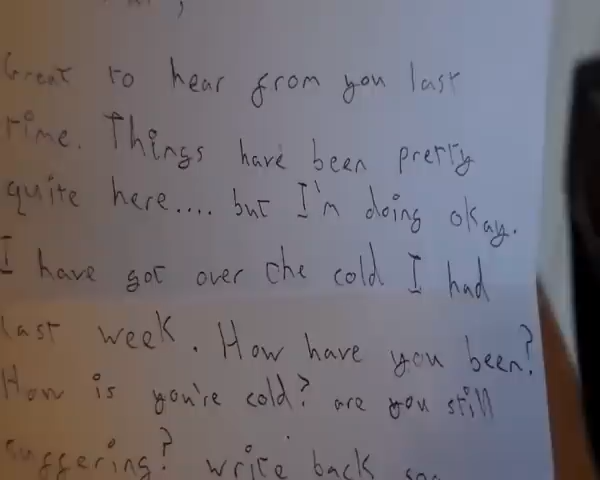 Great to hear from you last
time. Things have been pretty
quite here.... but I'm doing okay.
I have got over the cold I had
last week. How have you been?
How is you're cold? are you still
suffering? write back